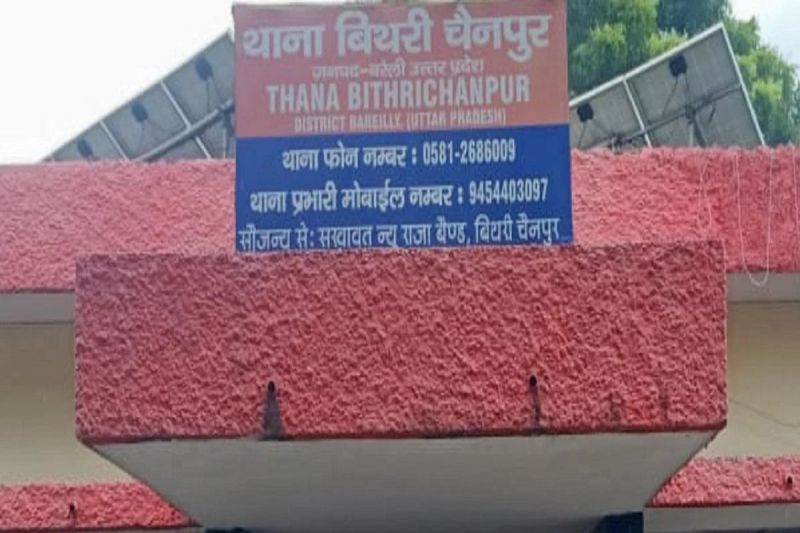 थाना बिथरी चैनपुर
जनपद-बरेली उत्तर प्रदेश
THANA BITHRICHANPUR
DISTRICT BAREILLY, (UTTAR PRADESH)
थाना फोन नम्बर : 0581-2686009
थाना प्रभारी मोबाईल नम्बर : 9454403097
सौजन्य से: सखावत न्यु राजा बैण्ड, बिथरी चैनपुर